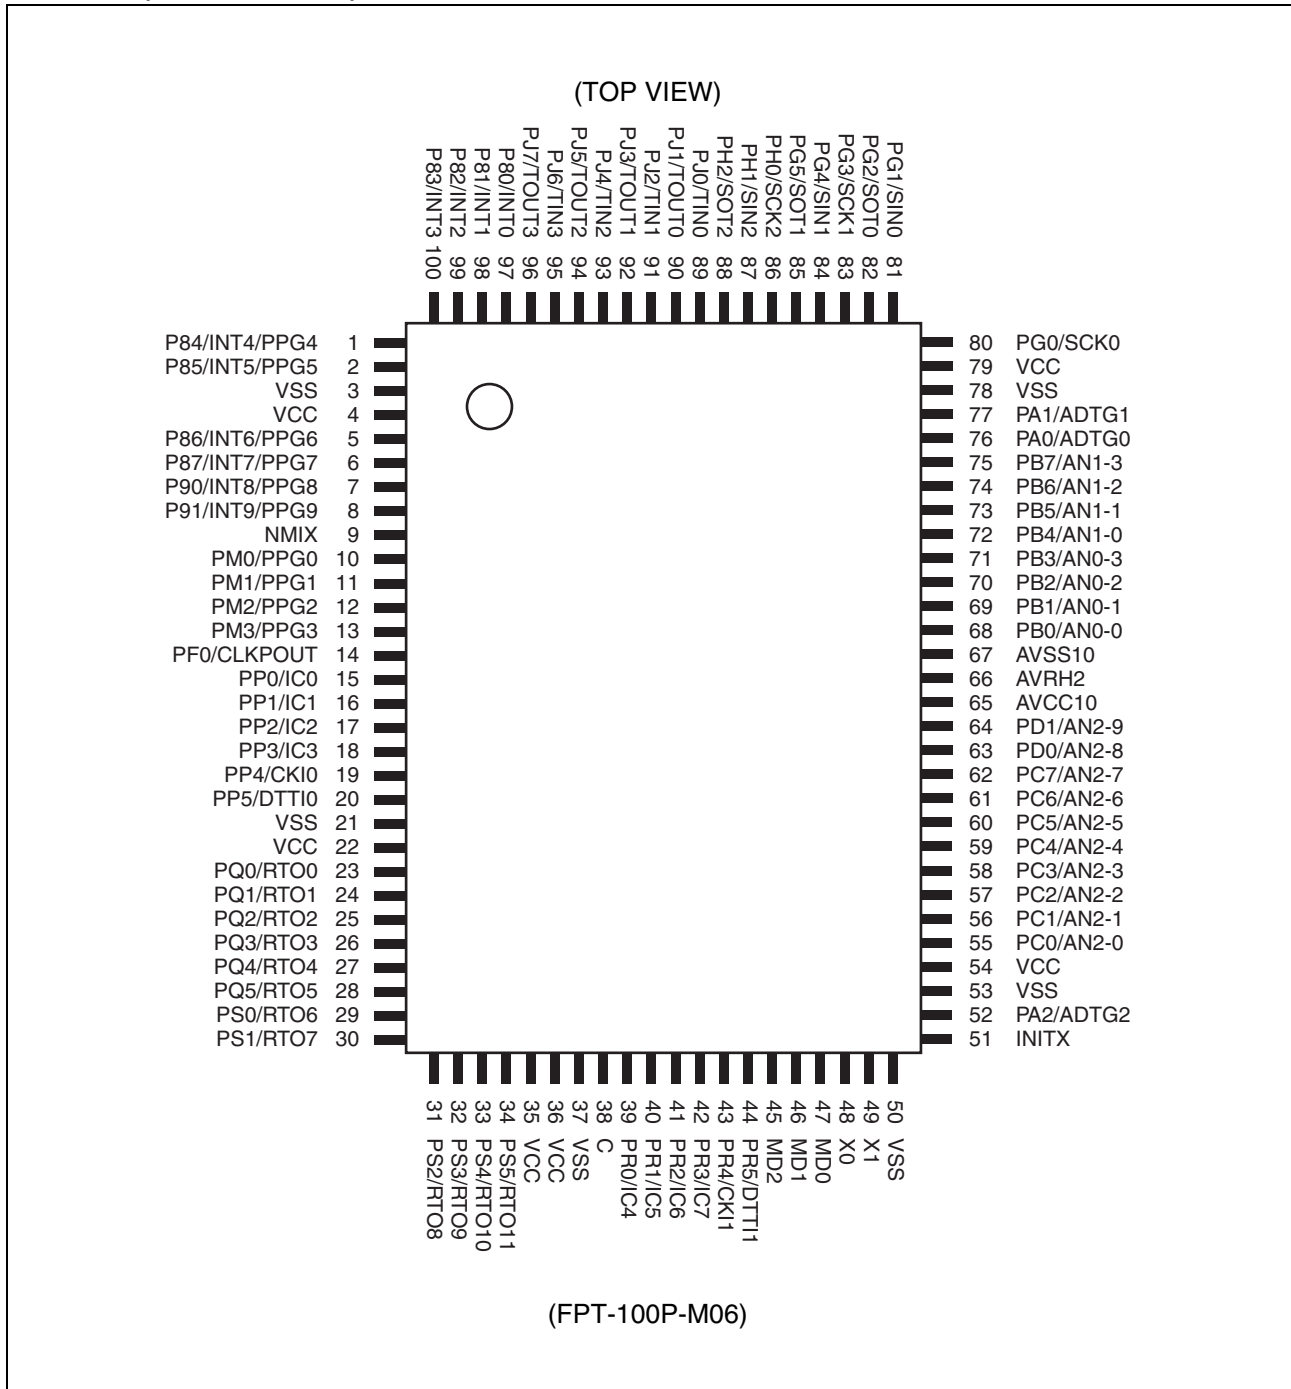 (TOP VIEW)
P83/INT3 100
P82/INT2 99
P81/INT1 98
P80/INT0 97
PJ7/TOUT3 96
PJ6/TIN3 95
PJ5/TOUT2 94
PJ4/TIN2 93
PJ3/TOUT1 92
PJ2/TIN1 91
PJ1/TOUT0 90
PJ0/TIN0 89
PH2/SOT2 88
PH1/SIN2 87
PH0/SCK2 86
PG5/SOT1 85
PG4/SIN1 84
PG3/SCK1 83
PG2/SOT0 82
PG1/SIN0 81
P84/INT4/PPG4 1
P85/INT5/PPG5 2
VSS 3
VCC 4
P86/INT6/PPG6 5
P87/INT7/PPG7 6
P90/INT8/PPG8 7
P91/INT9/PPG9 8
NMIX 9
PM0/PPG0 10
PM1/PPG1 11
PM2/PPG2 12
PM3/PPG3 13
PF0/CLKPOUT 14
PP0/IC0 15
PP1/IC1 16
PP2/IC2 17
PP3/IC3 18
PP4/CKI0 19
PP5/DTTI0 20
VSS 21
VCC 22
PQ0/RTO0 23
PQ1/RTO1 24
PQ2/RTO2 25
PQ3/RTO3 26
PQ4/RTO4 27
PQ5/RTO5 28
PS0/RTO6 29
PS1/RTO7 30
80 PG0/SCK0
79 VCC
78 VSS
77 PA1/ADTG1
76 PA0/ADTG0
75 PB7/AN1-3
74 PB6/AN1-2
73 PB5/AN1-1
72 PB4/AN1-0
71 PB3/AN0-3
70 PB2/AN0-2
69 PB1/AN0-1
68 PB0/AN0-0
67 AVSS10
66 AVRH2
65 AVCC10
64 PD1/AN2-9
63 PD0/AN2-8
62 PC7/AN2-7
61 PC6/AN2-6
60 PC5/AN2-5
59 PC4/AN2-4
58 PC3/AN2-3
57 PC2/AN2-2
56 PC1/AN2-1
55 PC0/AN2-0
54 VCC
53 VSS
52 PA2/ADTG2
51 INITX
31 PS2/RTO8
32 PS3/RTO9
33 PS4/RTO10
34 PS5/RTO11
35 VCC
36 VCC
37 VSS
38 C
39 PR0/IC4
40 PR1/IC5
41 PR2/IC6
42 PR3/IC7
43 PR4/CKI1
44 PR5/DTTI1
45 MD2
46 MD1
47 MD0
48 X0
49 X1
50 VSS
(FPT-100P-M06)